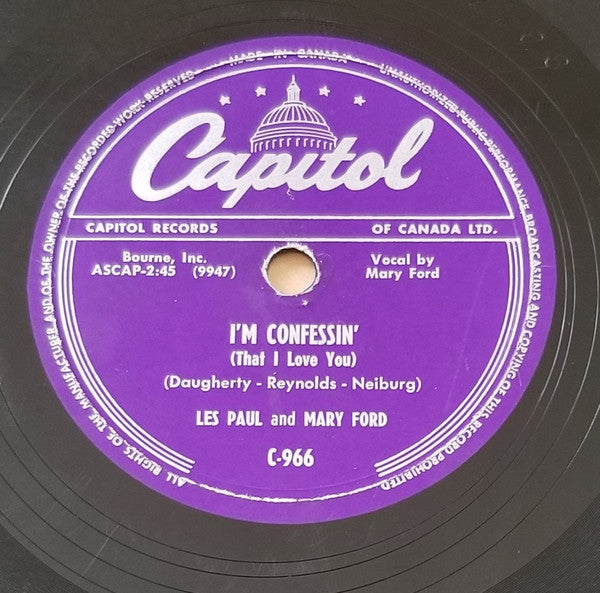 MADE IN CANADA
Capitol
CAPITOL RECORDS OF CANADA LTD.
Bourne, Inc. Vocal by
ASCAP-2:45 (9947) Mary Ford
I'M CONFESSIN'
(That I Love You)
(Daugherty - Reynolds - Neiburg)
LES PAUL and MARY FORD
C-966
ALL RIGHTS OF THE MANUFACTURER AND OF THE OWNER OF THE RECORDED WORK RESERVED
UNAUTHORIZED PUBLIC PERFORMANCE BROADCASTING AND COPYING OF THIS RECORD PROHIBITED